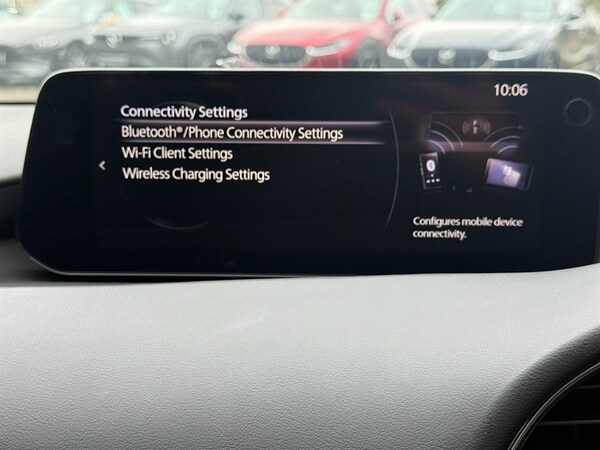 10:06
Connectivity Settings
Bluetooth®/Phone Connectivity Settings
Wi-Fi Client Settings
Wireless Charging Settings
Configures mobile device
connectivity.